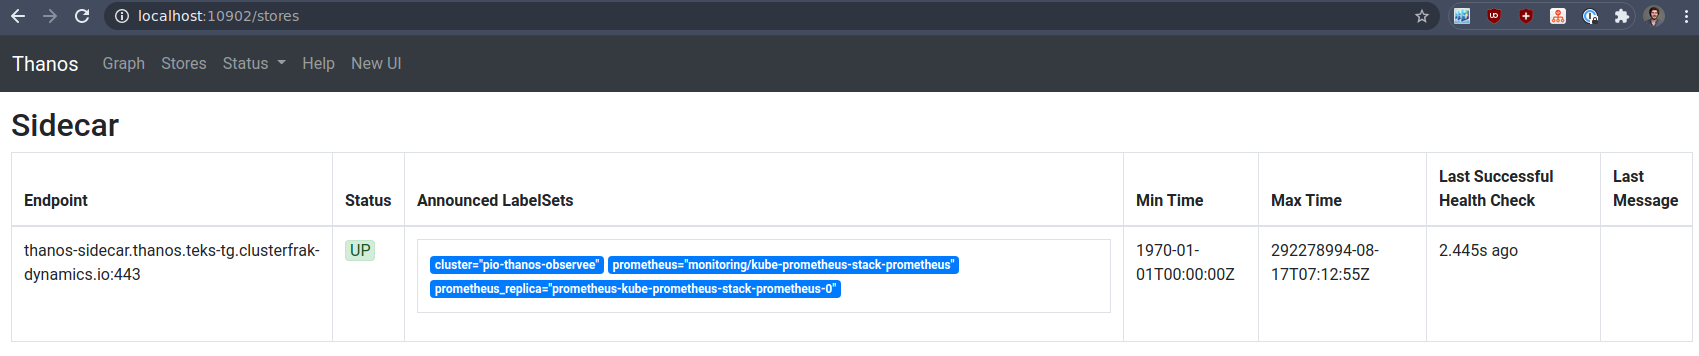 localhost:10902/stores
Thanos Graph Stores Status Help New UI
Sidecar
Endpoint Status Announced LabelSets Min Time Max Time Last Successful Health Check Last Message
thanos-sidecar.thanos.teks-tg.clusterfrak-dynamics.io:443
UP
cluster="pio-thanos-observee" prometheus="monitoring/kube-prometheus-stack-prometheus"
prometheus_replica="prometheus-kube-prometheus-stack-prometheus-0"
1970-01-01T00:00:00Z
292278994-08-17T07:12:55Z
2.445s ago